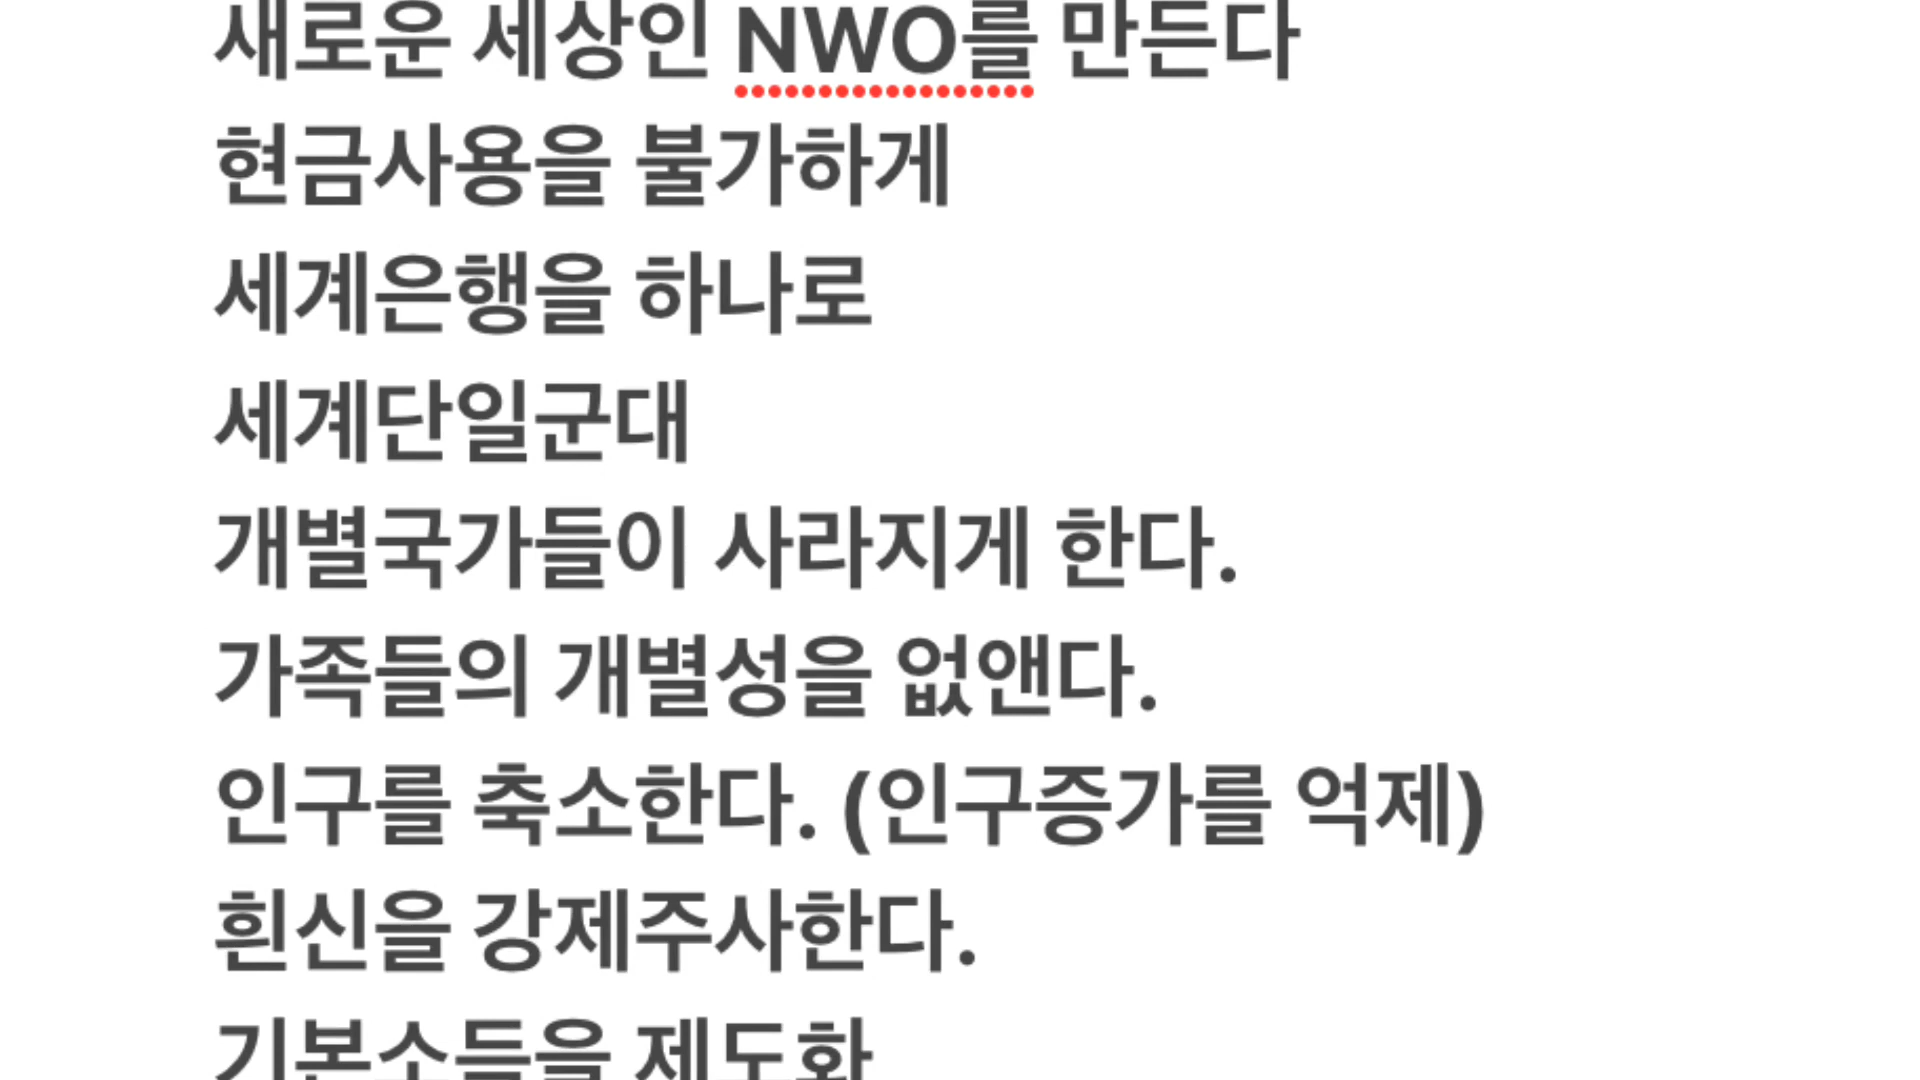 새로운 세상인 NWO를 만든다
현금사용을 불가하게
세계은행을 하나로
세계단일군대
개별국가들이 사라지게 한다.
가족들의 개별성을 없앤다.
인구를 축소한다. (인구증가를 억제)
흰신을 강제주사한다.
기본소득을 제도화